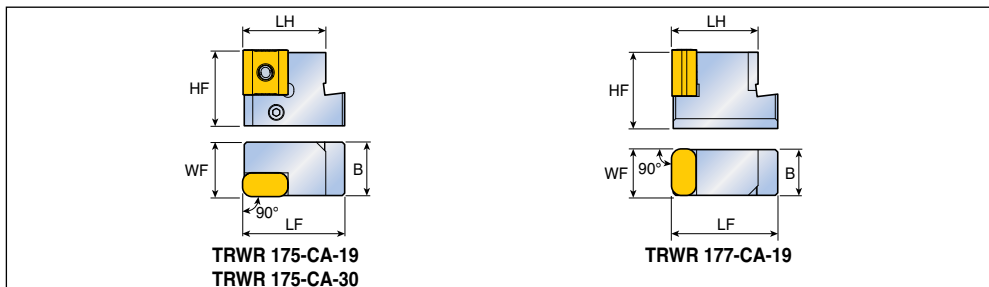 LH
HF
WF
B
90°
LF
TRWR 175-CA-19
TRWR 175-CA-30
LH
HF
90°
WF
B
LF
TRWR 177-CA-19